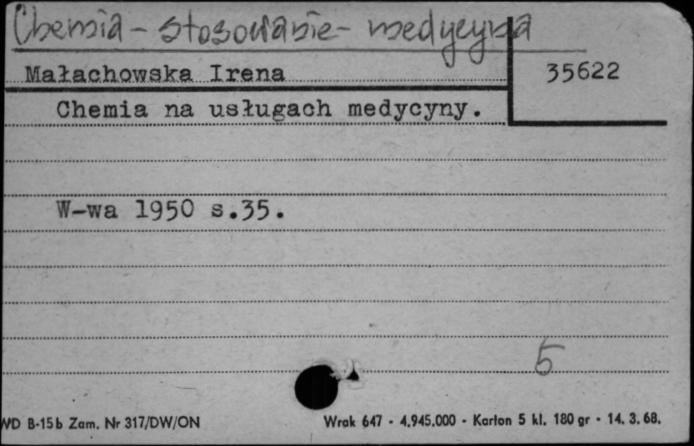 Chemia - stosowanie - medycyna
Małachowska Irena 35622
Chemia na usługach medycyny.
W-wa 1950 s.35.
5
WD B-15b Zam. Nr 317/DW/ON Wrak 647 · 4.945.000 · Karton 5 kl. 180 gr · 14. 3. 68.